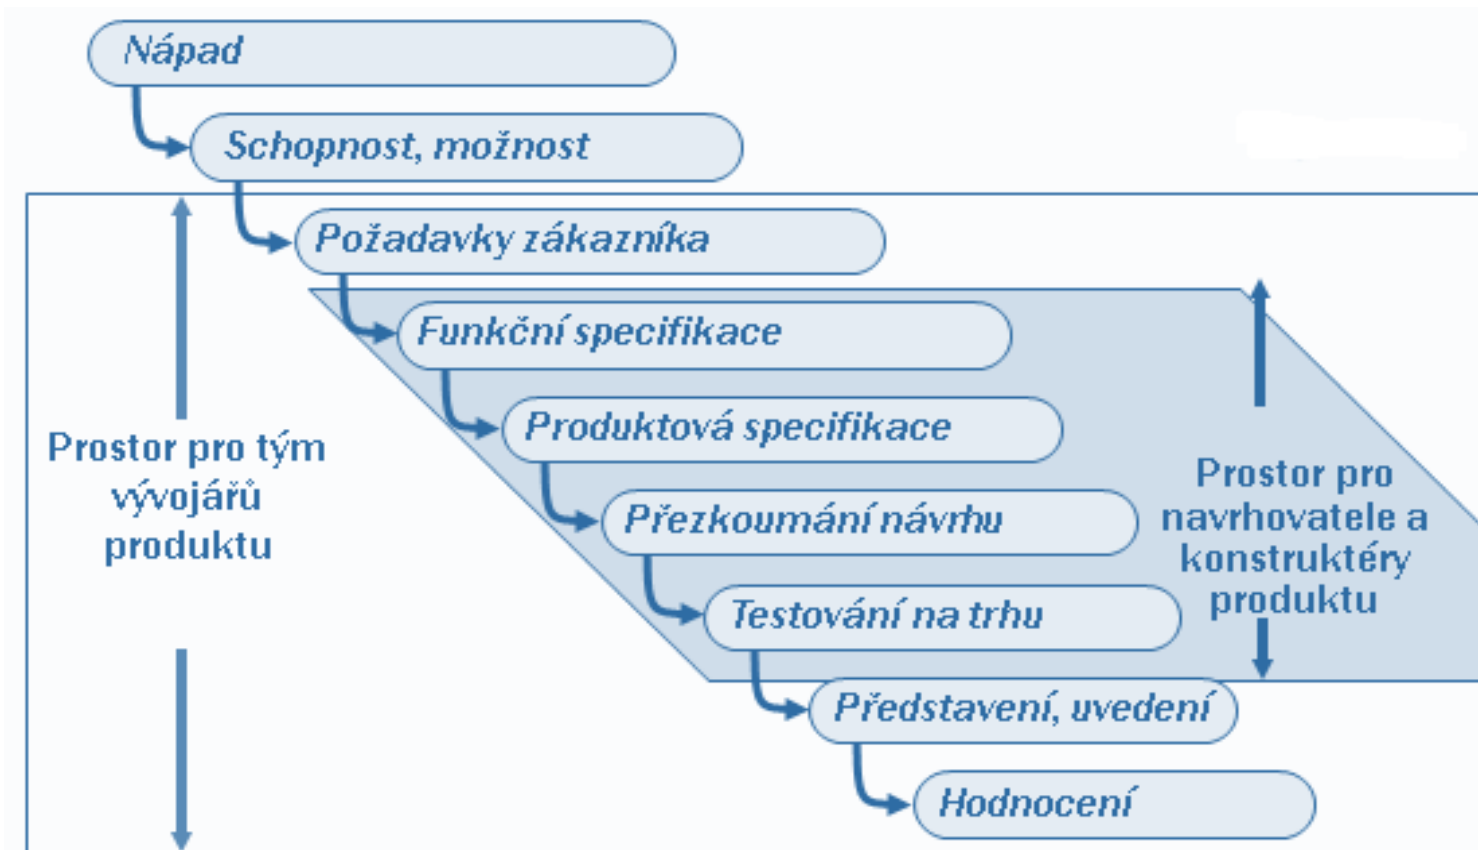 Nápad
Schopnost, možnost
Požadavky zákazníka
Funkční specifikace
Produktová specifikace
Přezkoumání návrhu
Testování na trhu
Představení, uvedení
Hodnocení
Prostor pro tým
vývojářů
produktu
Prostor pro
navrhovatele a
konstruktéry
produktu